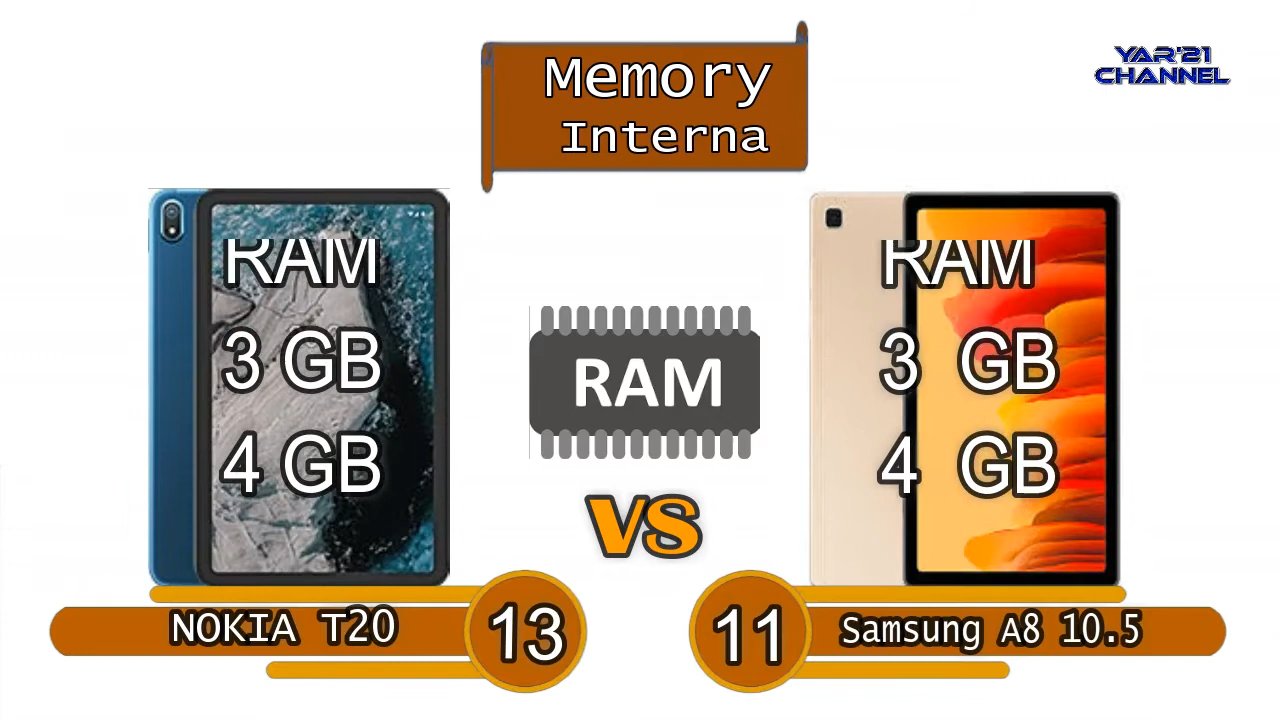 Memory
Interna
YAR'21
CHANNEL
RAM
3 GB
4 GB
RAM
VS
RAM
3 GB
4 GB
NOKIA T20
13
11
Samsung A8 10.5